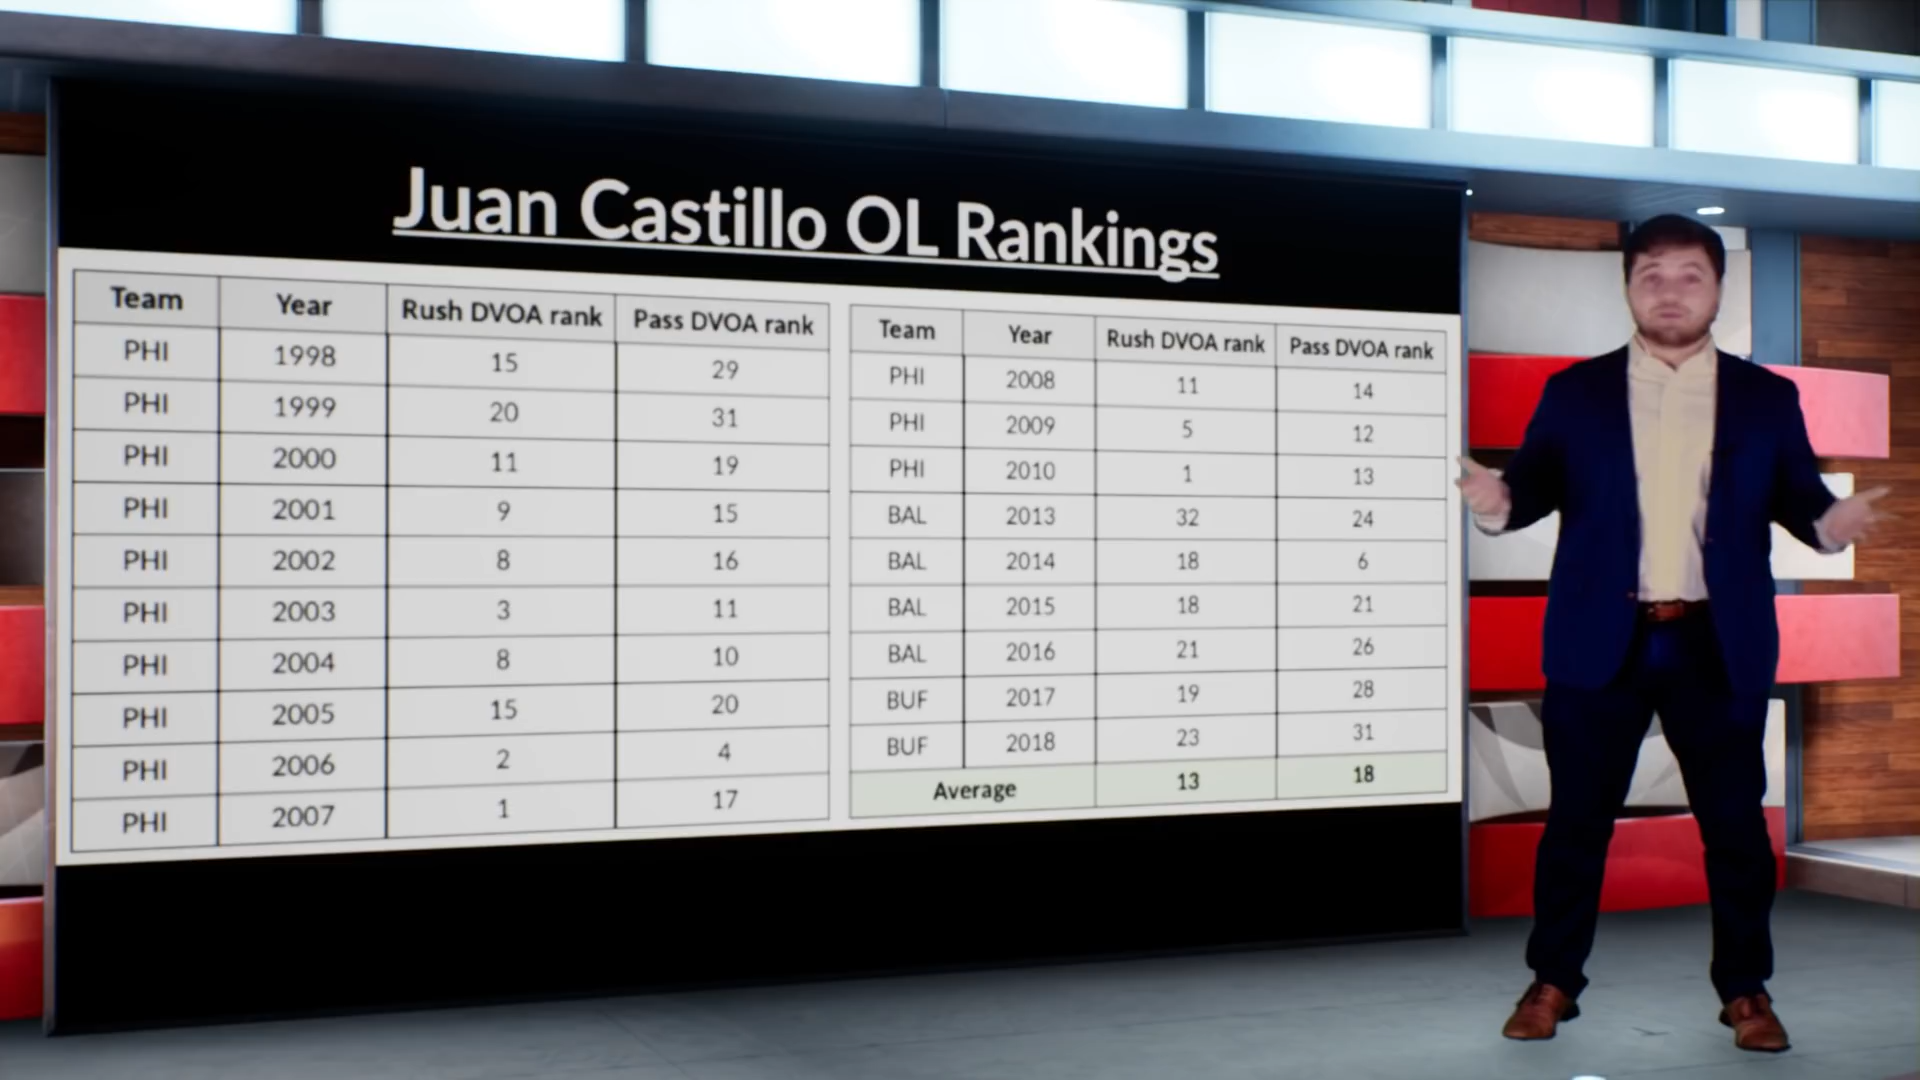 Juan Castillo OL Rankings
Team Year Rush DVOA rank Pass DVOA rank
PHI 1998 15 29
PHI 1999 20 31
PHI 2000 11 19
PHI 2001 9 15
PHI 2002 8 16
PHI 2003 3 11
PHI 2004 8 10
PHI 2005 15 20
PHI 2006 2 4
PHI 2007 1 17
Team Year Rush DVOA rank Pass DVOA rank
PHI 2008 11 14
PHI 2009 5 12
PHI 2010 1 13
BAL 2013 32 24
BAL 2014 18 6
BAL 2015 18 21
BAL 2016 21 26
BUF 2017 19 28
BUF 2018 23 31
Average 13 18